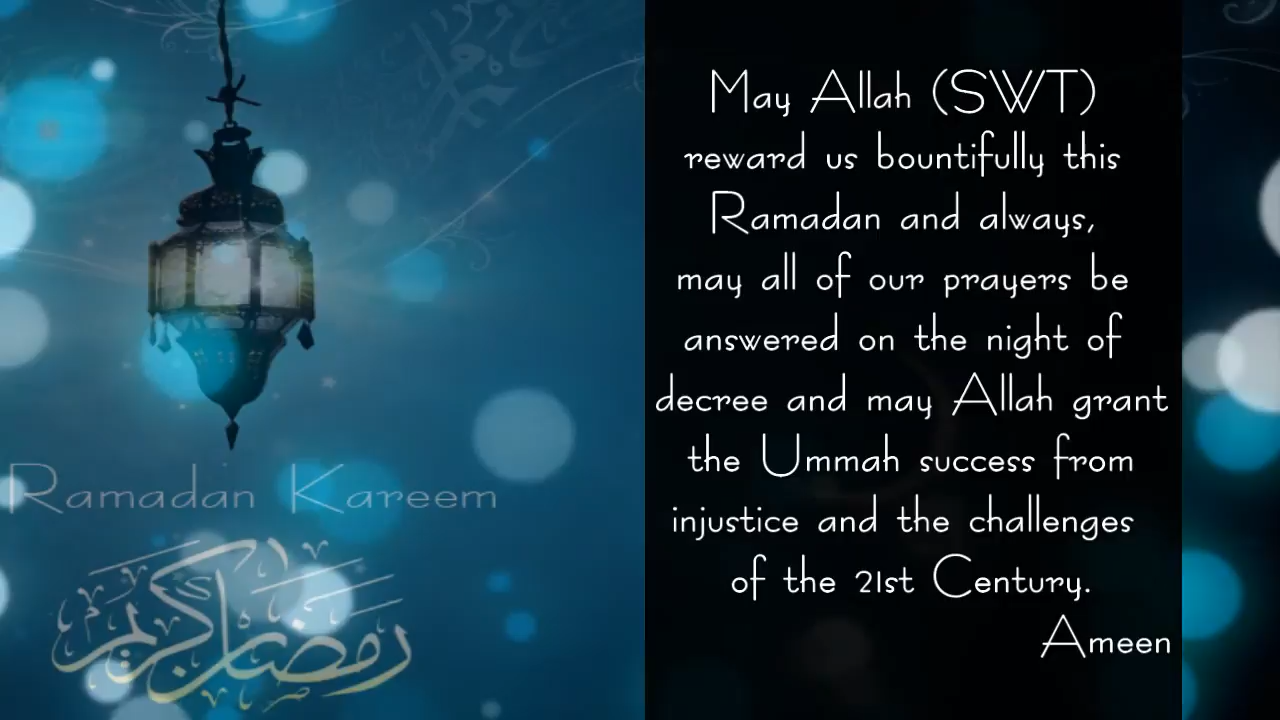 Ramadan Kareem
رمضان كريم
May Allah (SWT)
reward us bountifully this
Ramadan and always,
may all of our prayers be
answered on the night of
decree and may Allah grant
the Ummah success from
injustice and the challenges
of the 21st Century.
Ameen